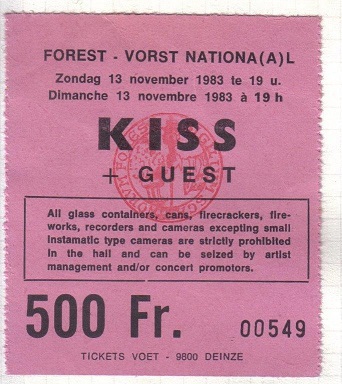 FOREST - VORST NATIONA(A)L
Zondag 13 november 1983 te 19 u.
Dimanche 13 novembre 1983 à 19 h
KISS
+ GUEST
All glass containers, cans, firecrackers, fire-
works, recorders and cameras excepting small
Instamatic type cameras are strictly prohibited
in the hall and can be seized by artist
management and/or concert promotors.
500 Fr.
00549
TICKETS VOET - 9800 DEINZE